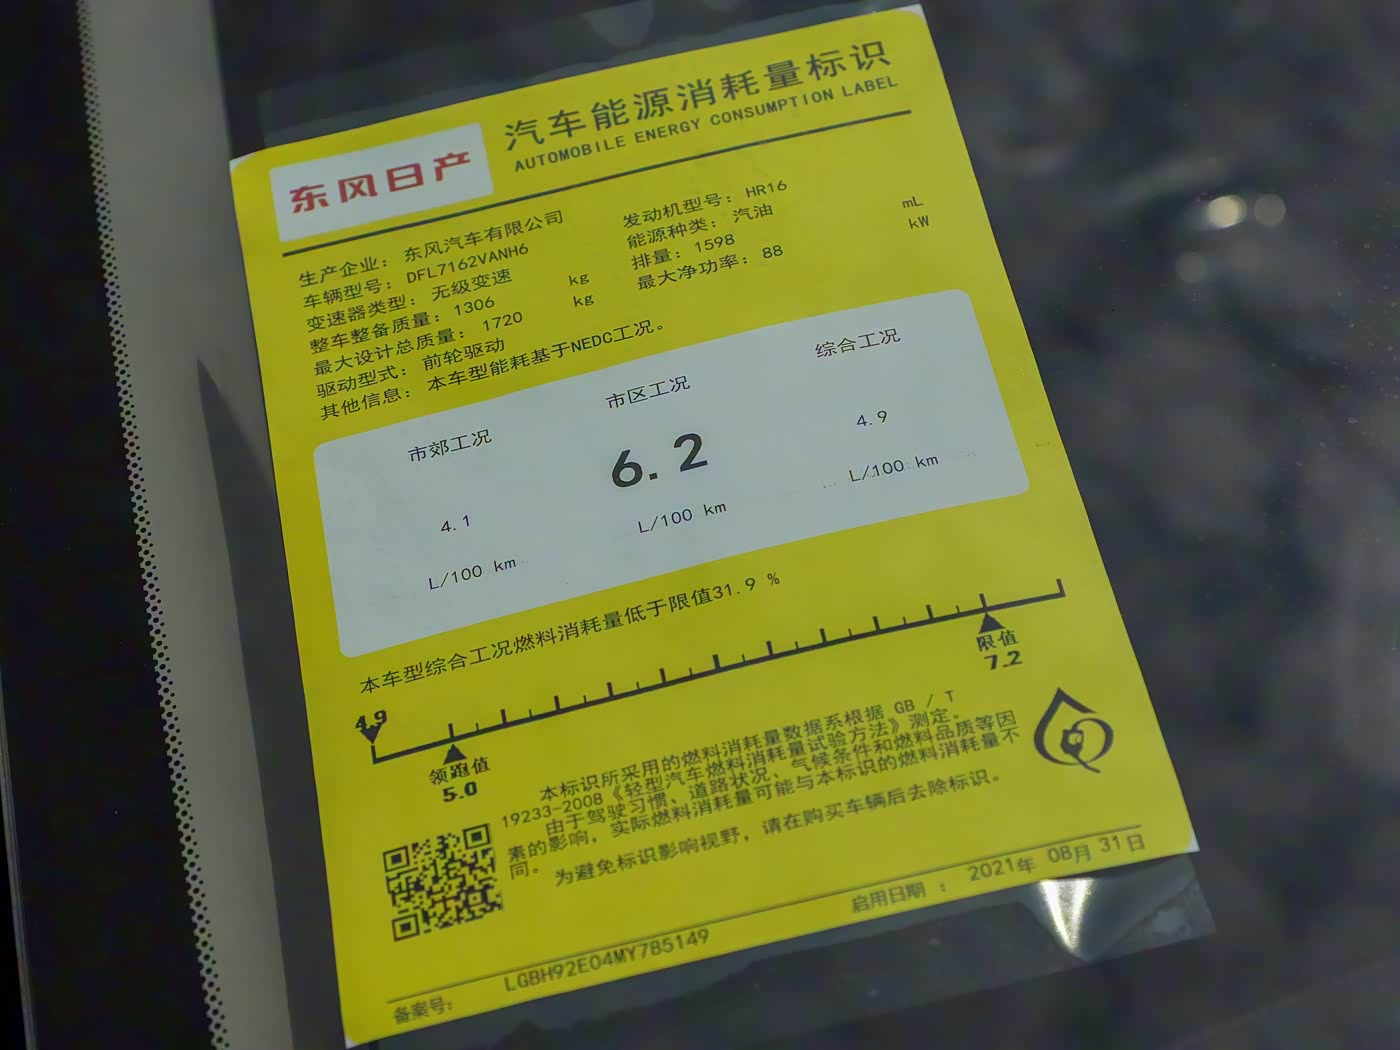 东风日产
汽车能源消耗量标识
AUTOMOBILE ENERGY CONSUMPTION LABEL
生产企业: 东风汽车有限公司
车辆型号: DFL7162VANH6
变速器类型: 无级变速
整车整备质量: 1306 kg
最大设计总质量: 1720 kg
驱动型式: 前轮驱动
其他信息: 本车型能耗基于NEDC工况。
发动机型号: HR16
能源种类: 汽油
排量: 1598 mL
最大净功率: 88 kW
市郊工况
4.1
L/100 km
市区工况
6.2
L/100 km
综合工况
4.9
L/100 km
本车型综合工况燃料消耗量低于限值31.9 %
4.9
领跑值
5.0
限值
7.2
本标识所采用的燃料消耗量数据系根据 GB / T
19233-2008《轻型汽车燃料消耗量试验方法》测定。
由于驾驶习惯、道路状况、气候条件和燃料品质等因
素的影响，实际燃料消耗量可能与本标识的燃料消耗量不
同。
为避免标识影响视野，请在购买车辆后去除标识。
启用日期 : 2021年 08月 31日
备案号: LGBH92E04MY785149